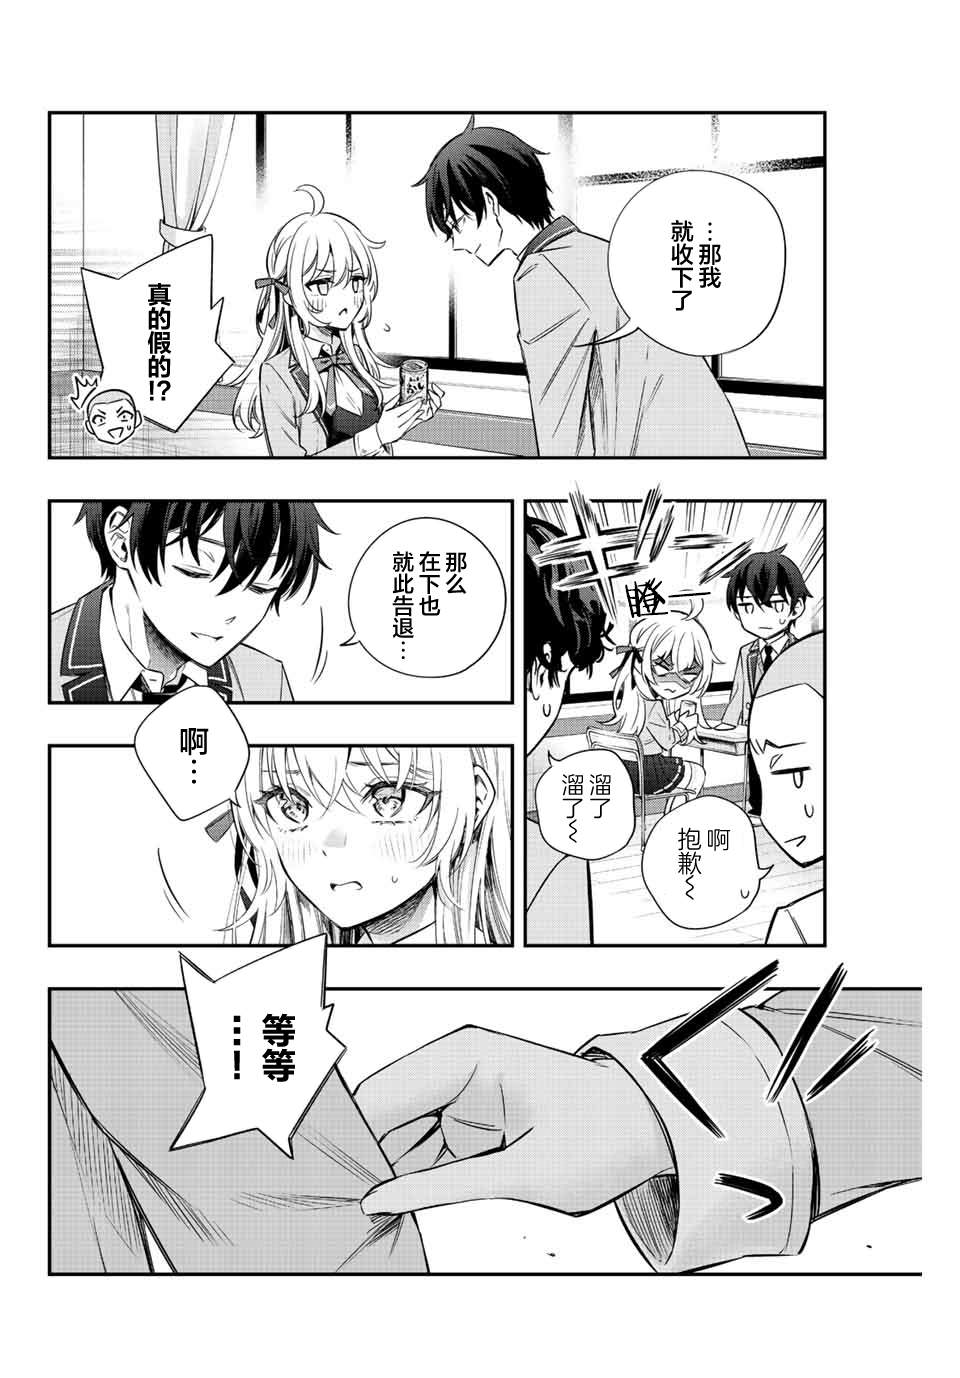 …那我
就收下了
真的假的!?
瞪——
啊
抱歉~
溜了
溜了~
那么
在下也
就此告退…
啊…
等等
…!